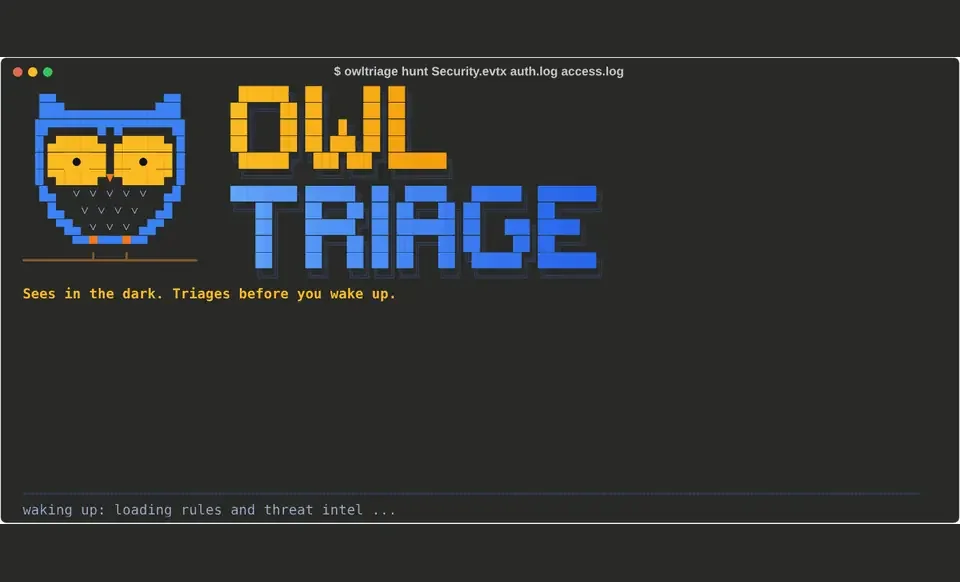 $ owltriage hunt Security.evtx auth.log access.log
OWL
TRIAGE
Sees in the dark. Triages before you wake up.
waking up: loading rules and threat intel ...